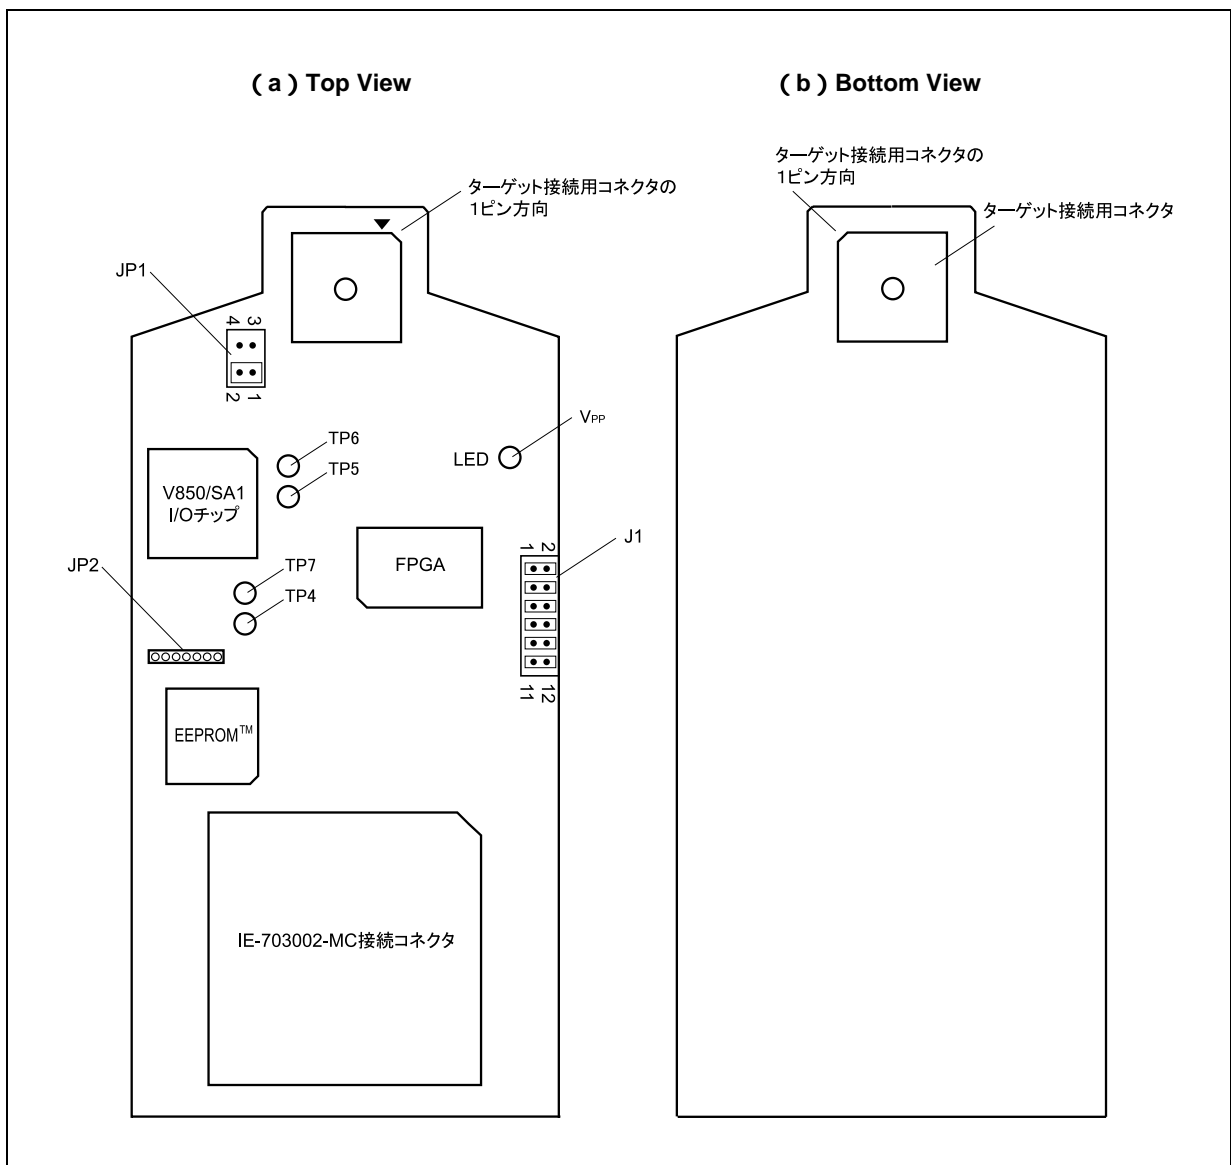 (a) Top View
ターゲット接続用コネクタの
1ピン方向
JP1
4 3
2 1
TP6
TP5
VPP
LED
V850/SA1
I/Oチップ
FPGA
J1
1 2
JP2
TP7
TP4
11 12
EEPROM™
IE-703002-MC接続コネクタ
(b) Bottom View
ターゲット接続用コネクタの
1ピン方向
ターゲット接続用コネクタ